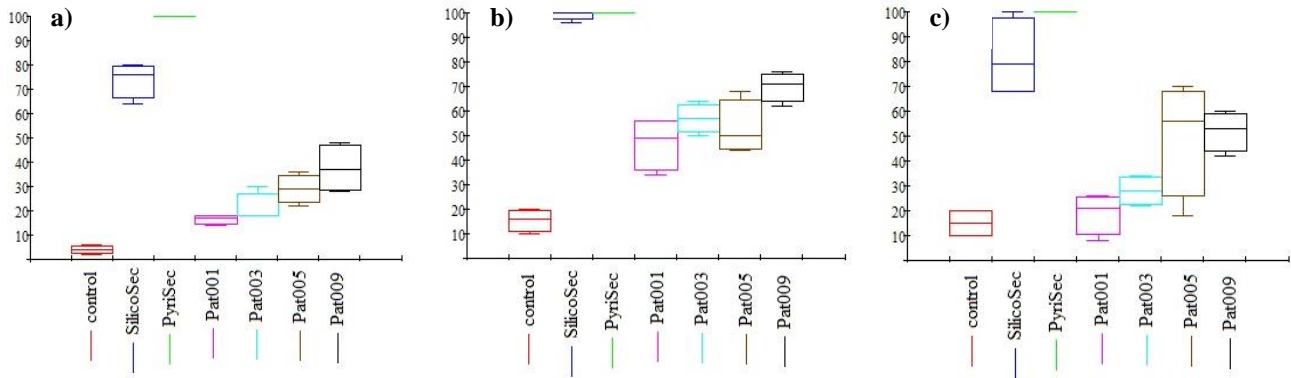 a)
100
90
80
70
60
50
40
30
20
10
control
SilicoSec
PyriSec
Pat001
Pat003
Pat005
Pat009
b)
100
90
80
70
60
50
40
30
20
10
control
SilicoSec
PyriSec
Pat001
Pat003
Pat005
Pat009
c)
100
90
80
70
60
50
40
30
20
10
control
SilicoSec
PyriSec
Pat001
Pat003
Pat005
Pat009